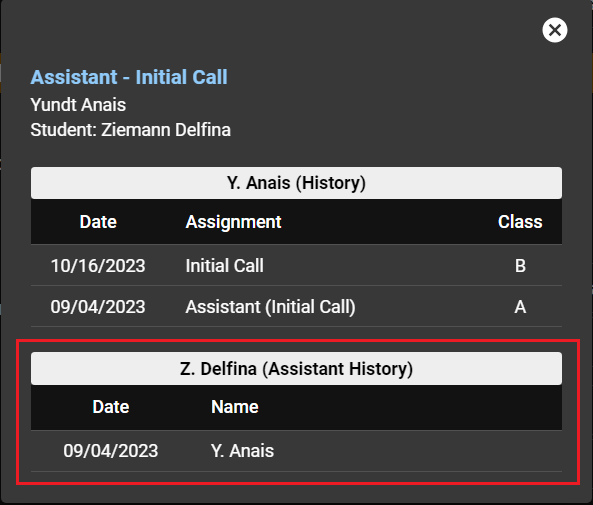 Assistant - Initial Call
Yundt Anais
Student: Ziemann Delfina
Y. Anais (History)
Date Assignment Class
10/16/2023 Initial Call B
09/04/2023 Assistant (Initial Call) A
Z. Delfina (Assistant History)
Date Name
09/04/2023 Y. Anais